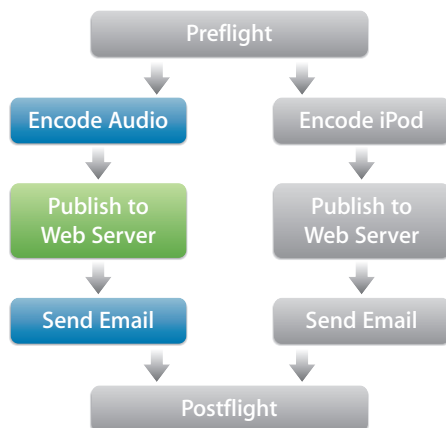 Preflight
Encode Audio
Encode iPod
Publish to
Web Server
Publish to
Web Server
Send Email
Send Email
Postflight